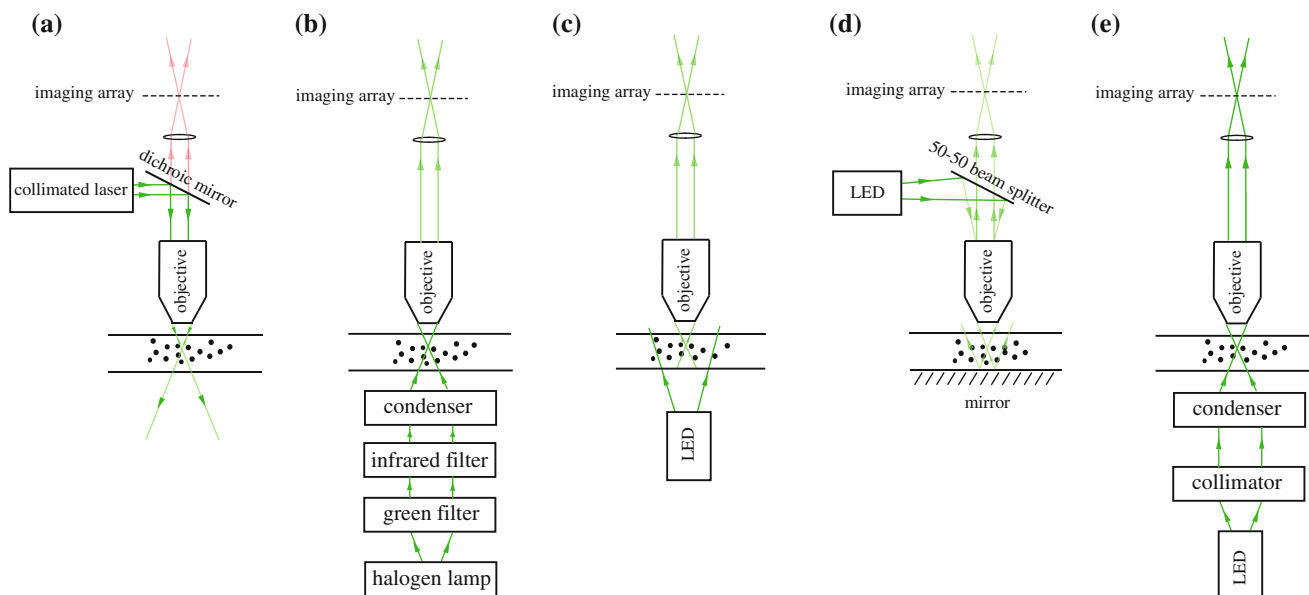 (a)
imaging array
dichroic mirror
collimated laser
objective
(b)
imaging array
objective
condenser
infrared filter
green filter
halogen lamp
(c)
imaging array
objective
LED
(d)
imaging array
50-50 beam splitter
LED
objective
mirror
(e)
imaging array
objective
condenser
collimator
LED